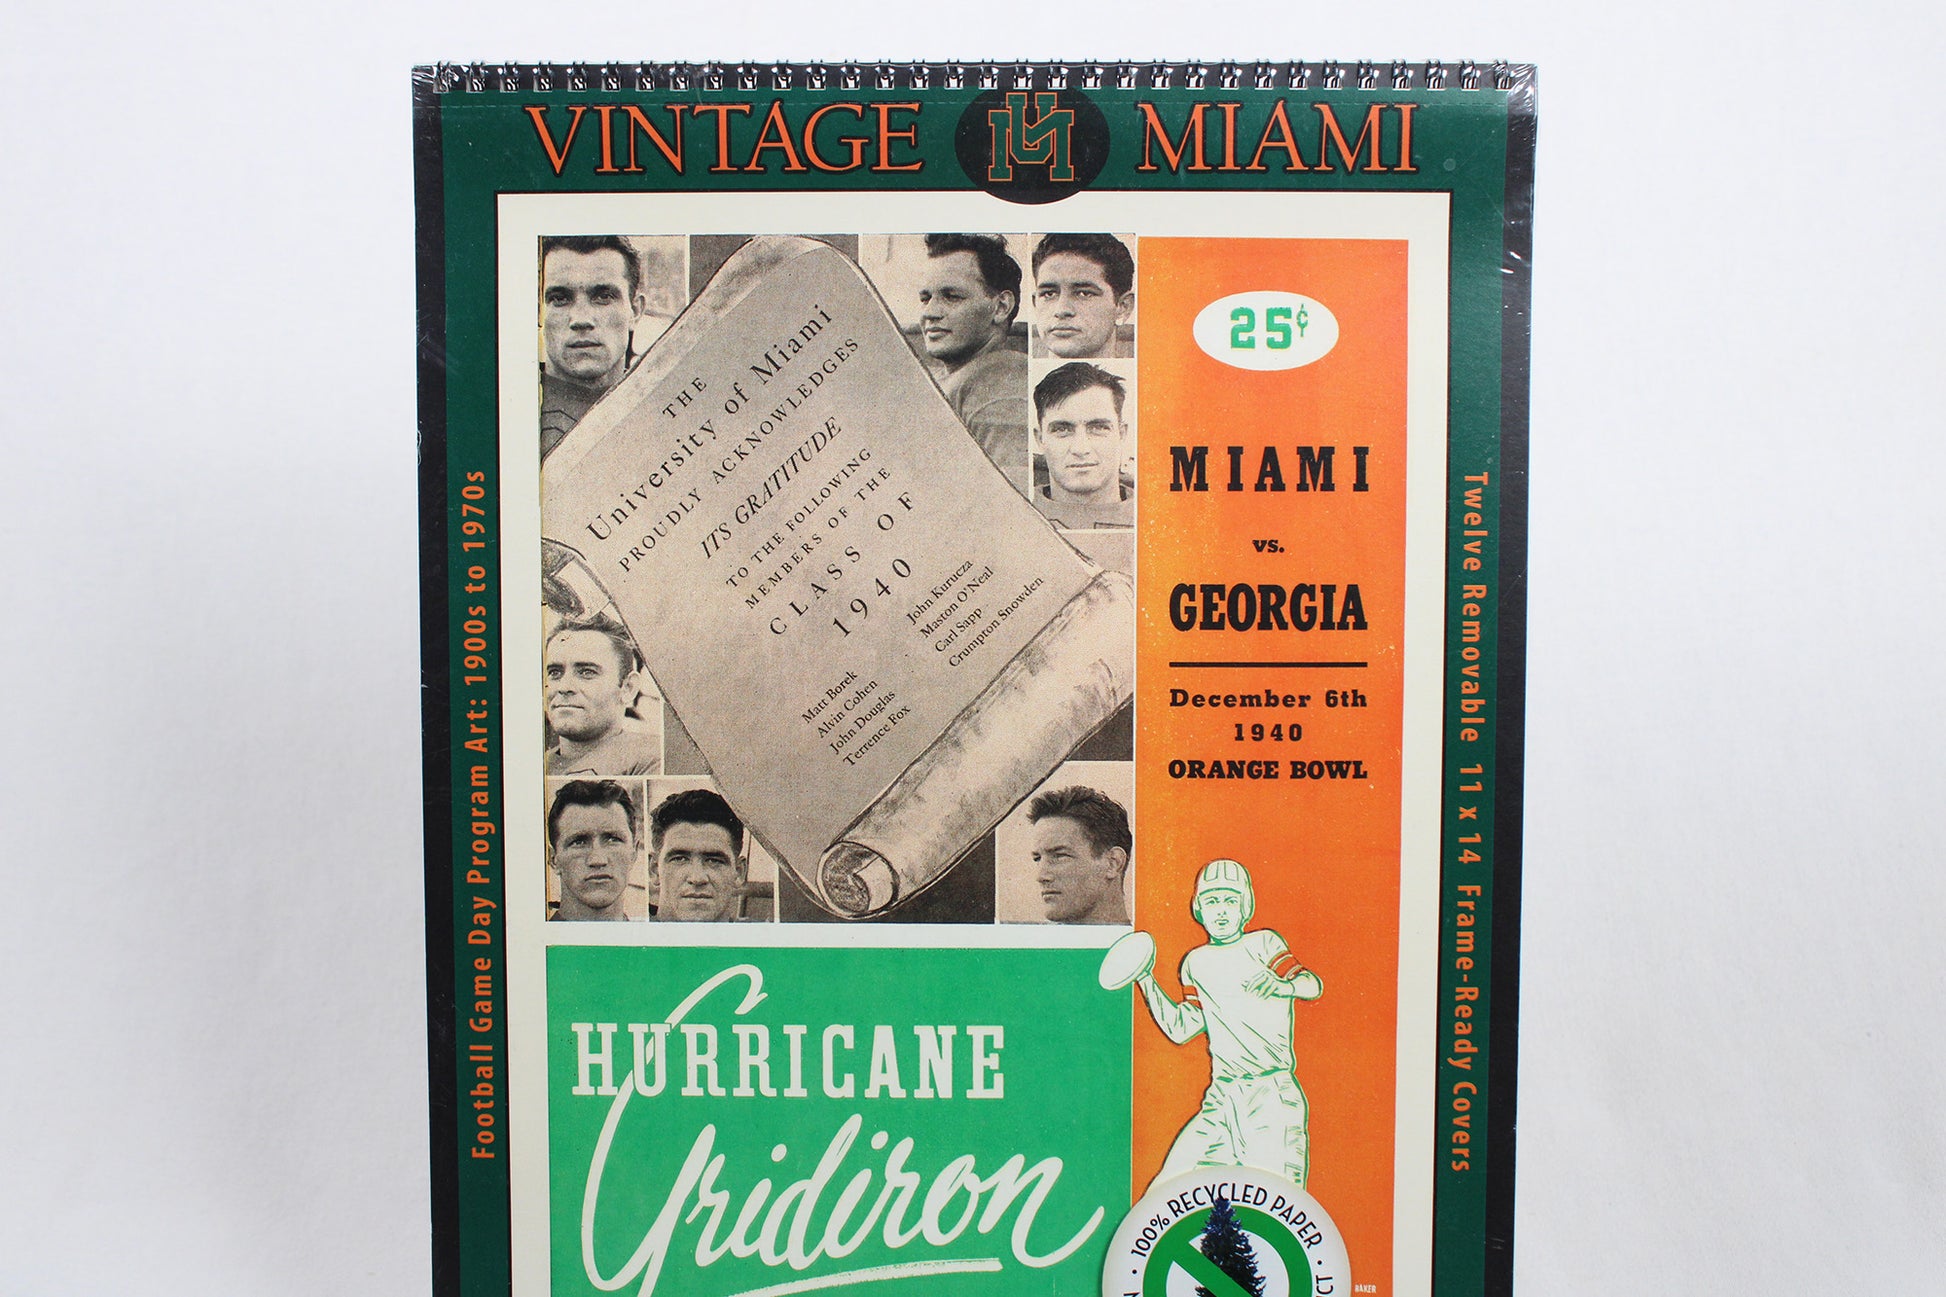 VINTAGE UM MIAMI
Football Game Day Program Art: 1900s to 1970s
THE
University of Miami
PROUDLY ACKNOWLEDGES
ITS GRATITUDE
TO THE FOLLOWING
MEMBERS OF THE
CLASS OF
1940
Matt Borek
Alvin Cohen
John Douglas
Terrence Fox
John Kurucza
Maston O'Neal
Carl Sapp
Crumpton Snowden
25¢
MIAMI
vs.
GEORGIA
December 6th
1940
ORANGE BOWL
HURRICANE
Gridiron
• 100% RECYCLED PAPER •
BAKER
Twelve Removable 11 x 14 Frame-Ready Covers